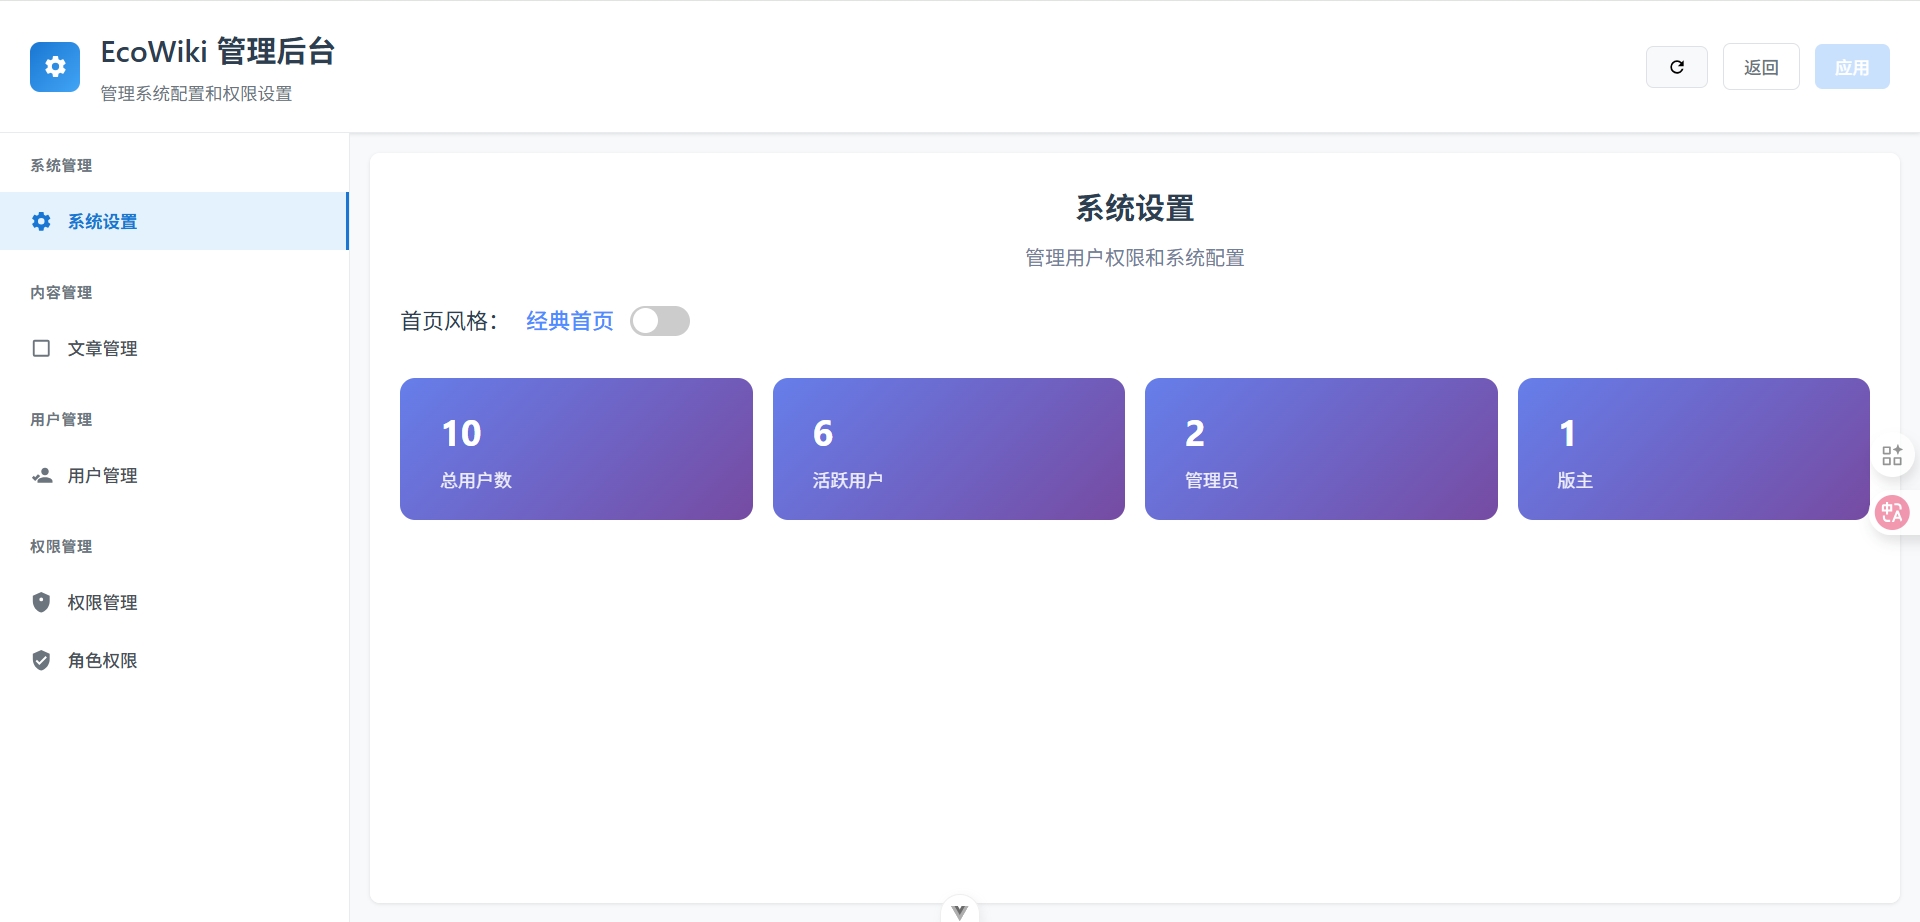 EcoWiki 管理后台
管理系统配置和权限设置
返回
应用
系统管理
系统设置
内容管理
文章管理
用户管理
用户管理
权限管理
权限管理
角色权限
系统设置
管理用户权限和系统配置
首页风格： 经典首页
10
总用户数
6
活跃用户
2
管理员
1
版主
中A